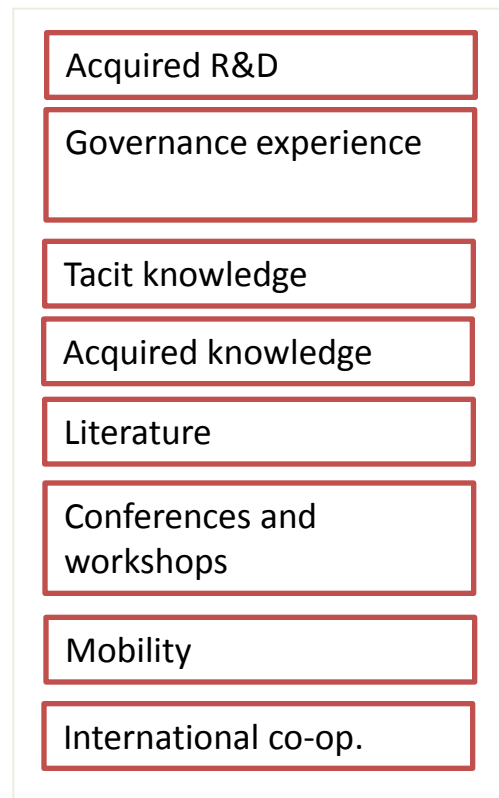 Acquired R&D
Governance experience
Tacit knowledge
Acquired knowledge
Literature
Conferences and
workshops
Mobility
International co-op.